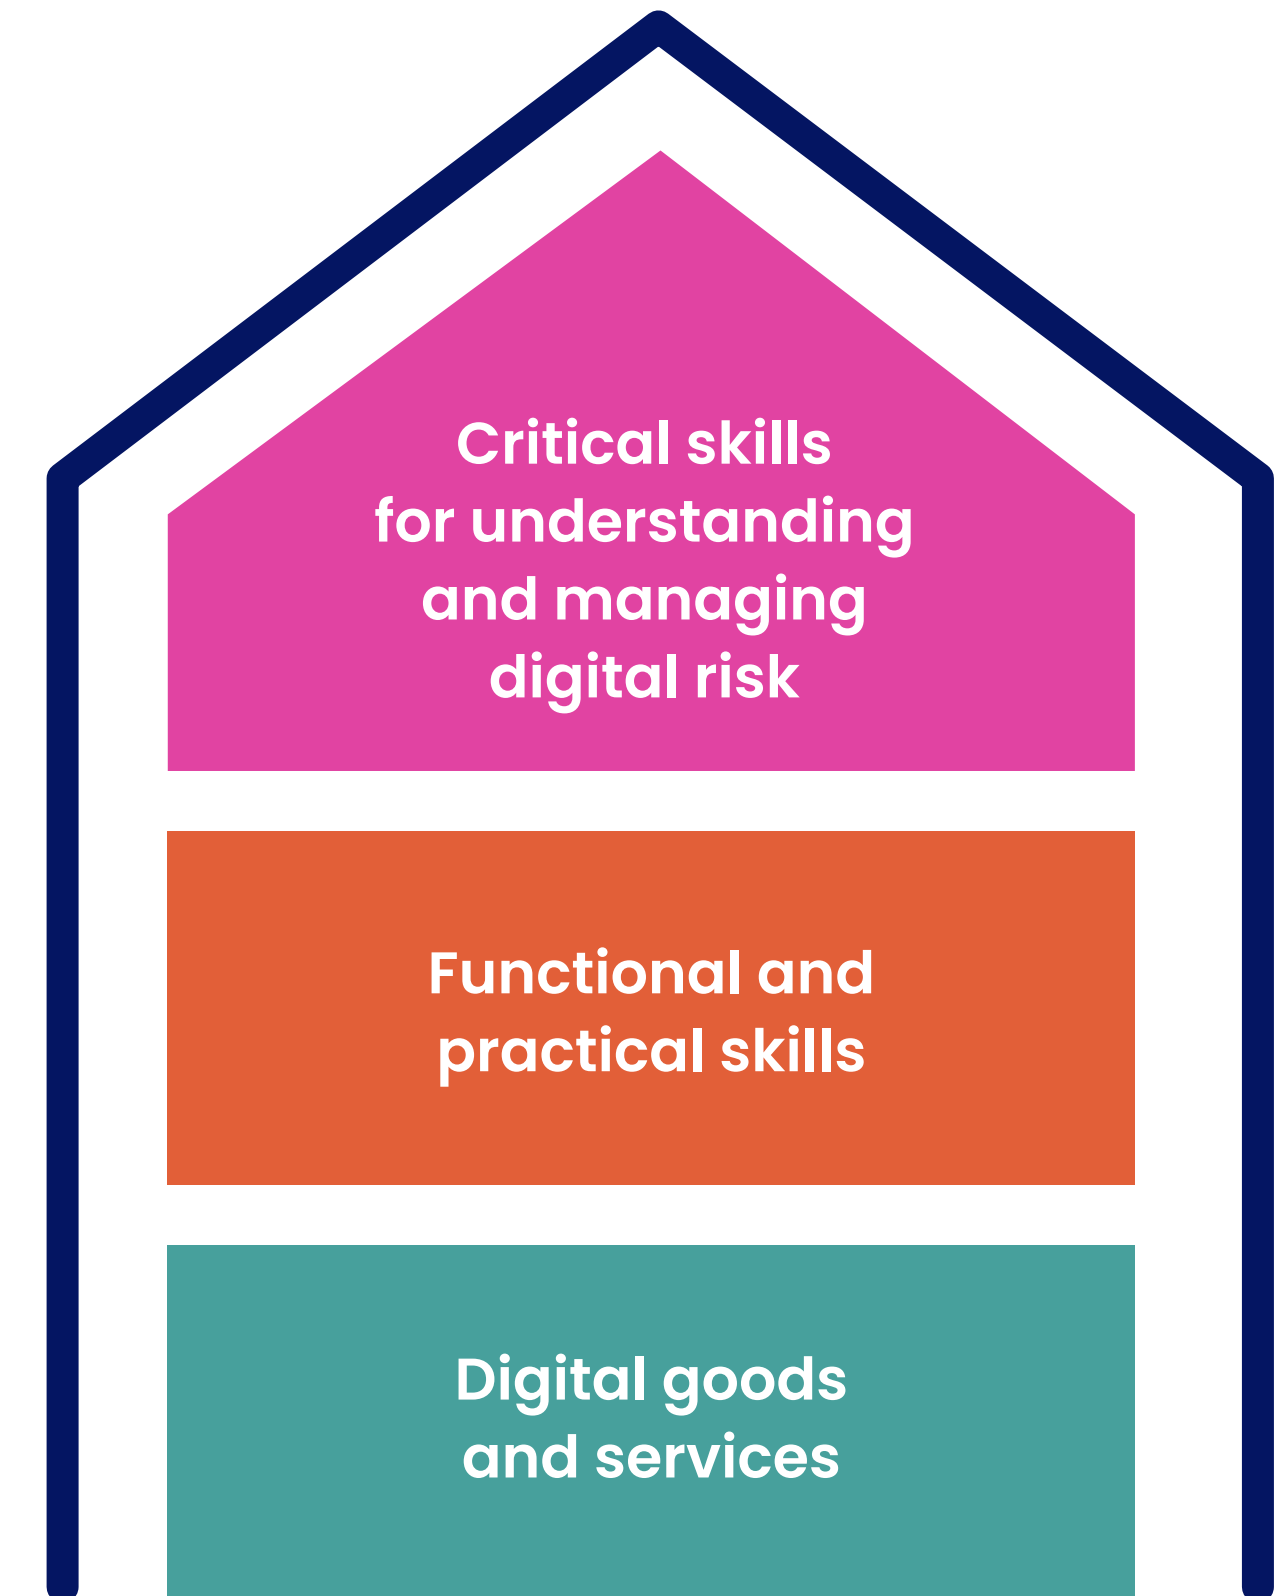 Critical skills
for understanding
and managing
digital risk
Functional and
practical skills
Digital goods
and services